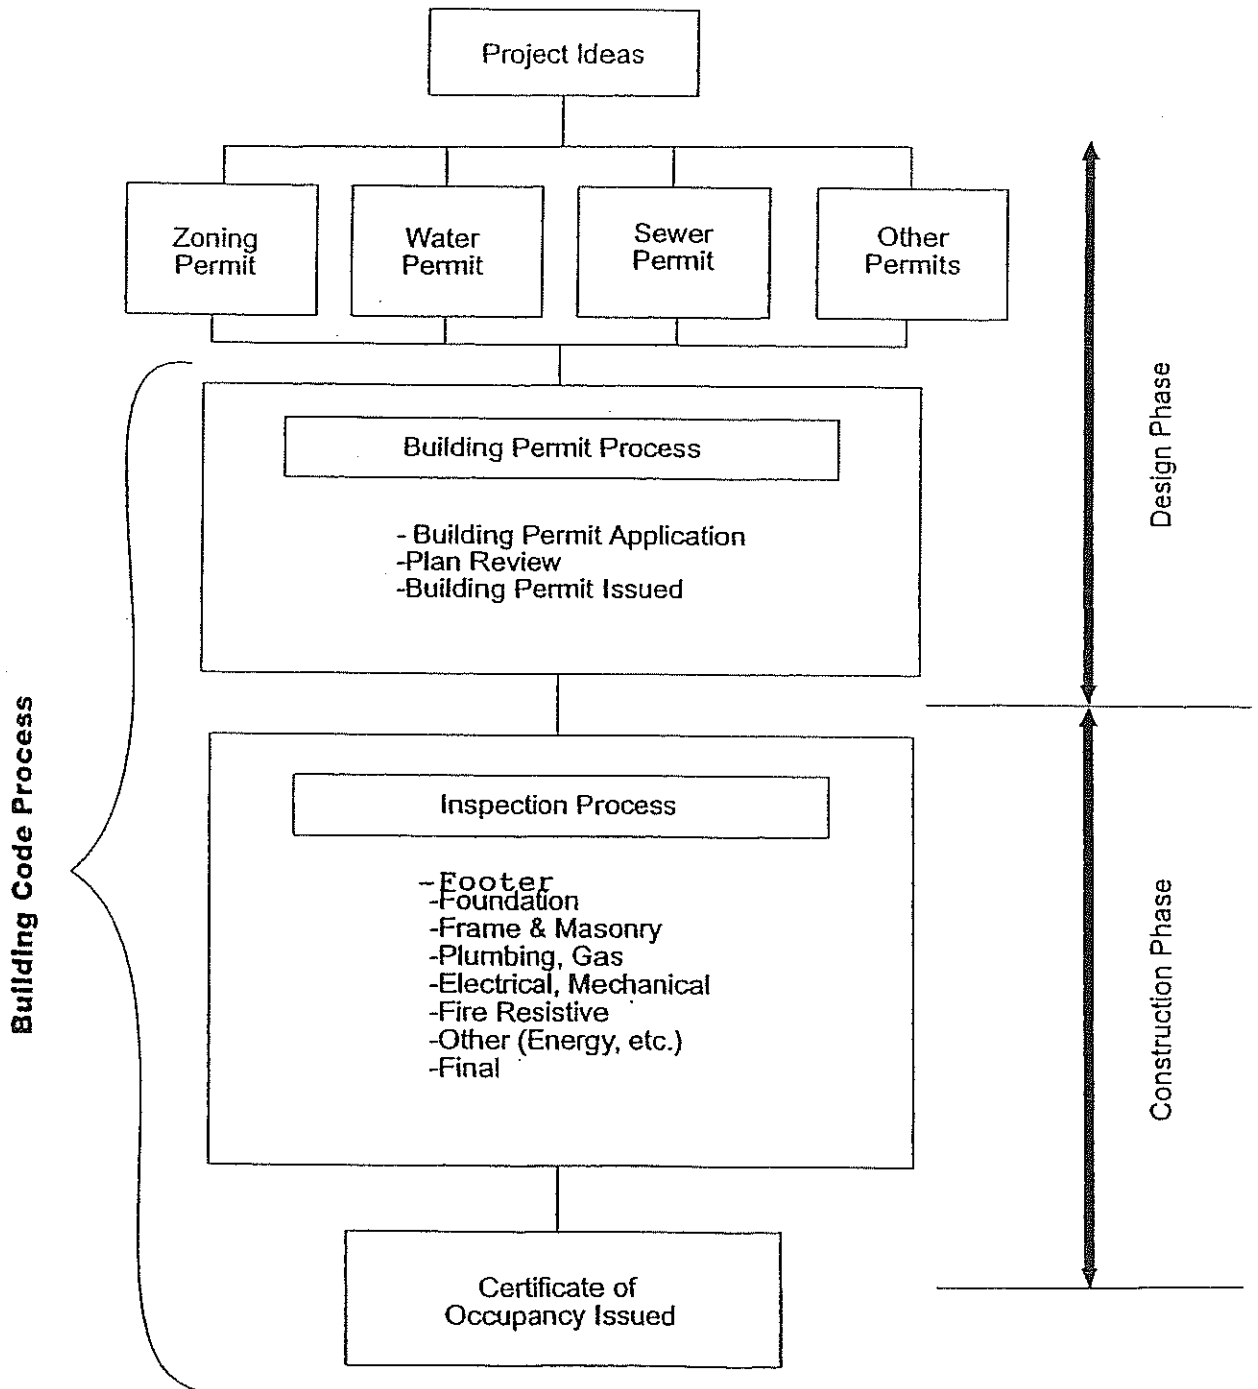 Project Ideas
Zoning
Permit
Water
Permit
Sewer
Permit
Other
Permits
Building Permit Process
- Building Permit Application
-Plan Review
-Building Permit Issued
Design Phase
Building Code Process
Inspection Process
-Footer
-Foundation
-Frame & Masonry
-Plumbing, Gas
-Electrical, Mechanical
-Fire Resistive
-Other (Energy, etc.)
-Final
Construction Phase
Certificate of
Occupancy Issued